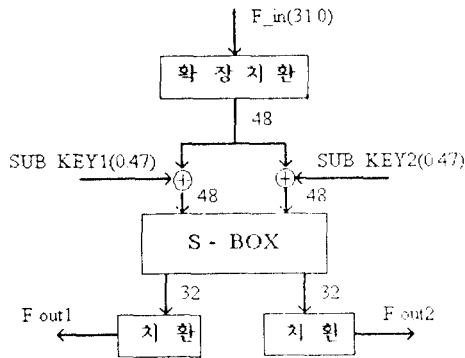 F_in(31:0)
확 장 치 환
48
SUB KEY1(0:47)
SUB KEY2(0:47)
48
48
S - BOX
32
32
F out1
치 환
치 환
F out2